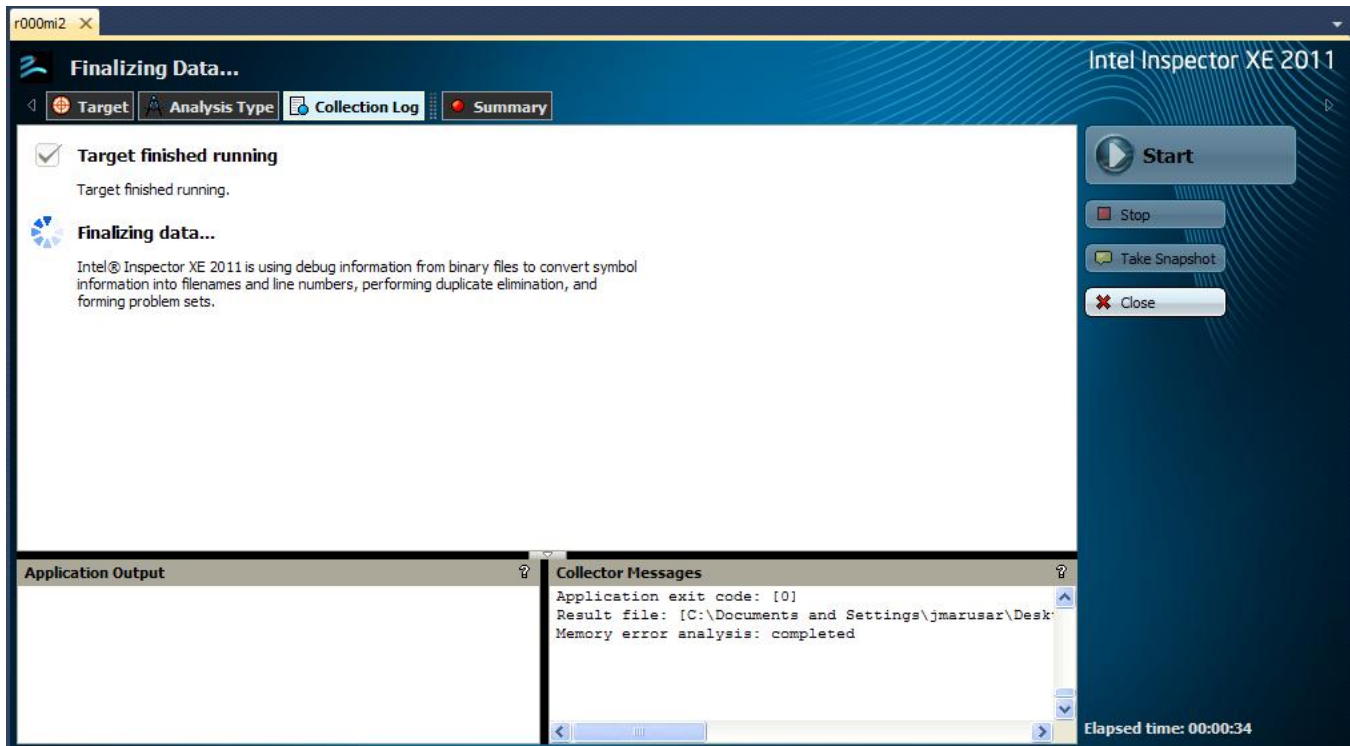 r000mi2
Finalizing Data...
Intel Inspector XE 2011
Target Analysis Type Collection Log Summary
Target finished running
Target finished running.
Finalizing data...
Intel® Inspector XE 2011 is using debug information from binary files to convert symbol
information into filenames and line numbers, performing duplicate elimination, and
forming problem sets.
Start
Stop
Take Snapshot
Close
Application Output ?
Collector Messages ?
Application exit code: [0]
Result file: [C:\Documents and Settings\jmarusar\Desk
Memory error analysis: completed
Elapsed time: 00:00:34